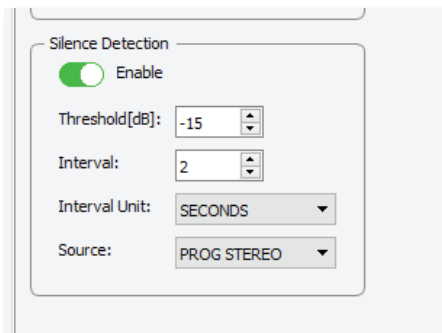 Silence Detection
Enable
Threshold[dB]: -15
Interval: 2
Interval Unit: SECONDS
Source: PROG STEREO